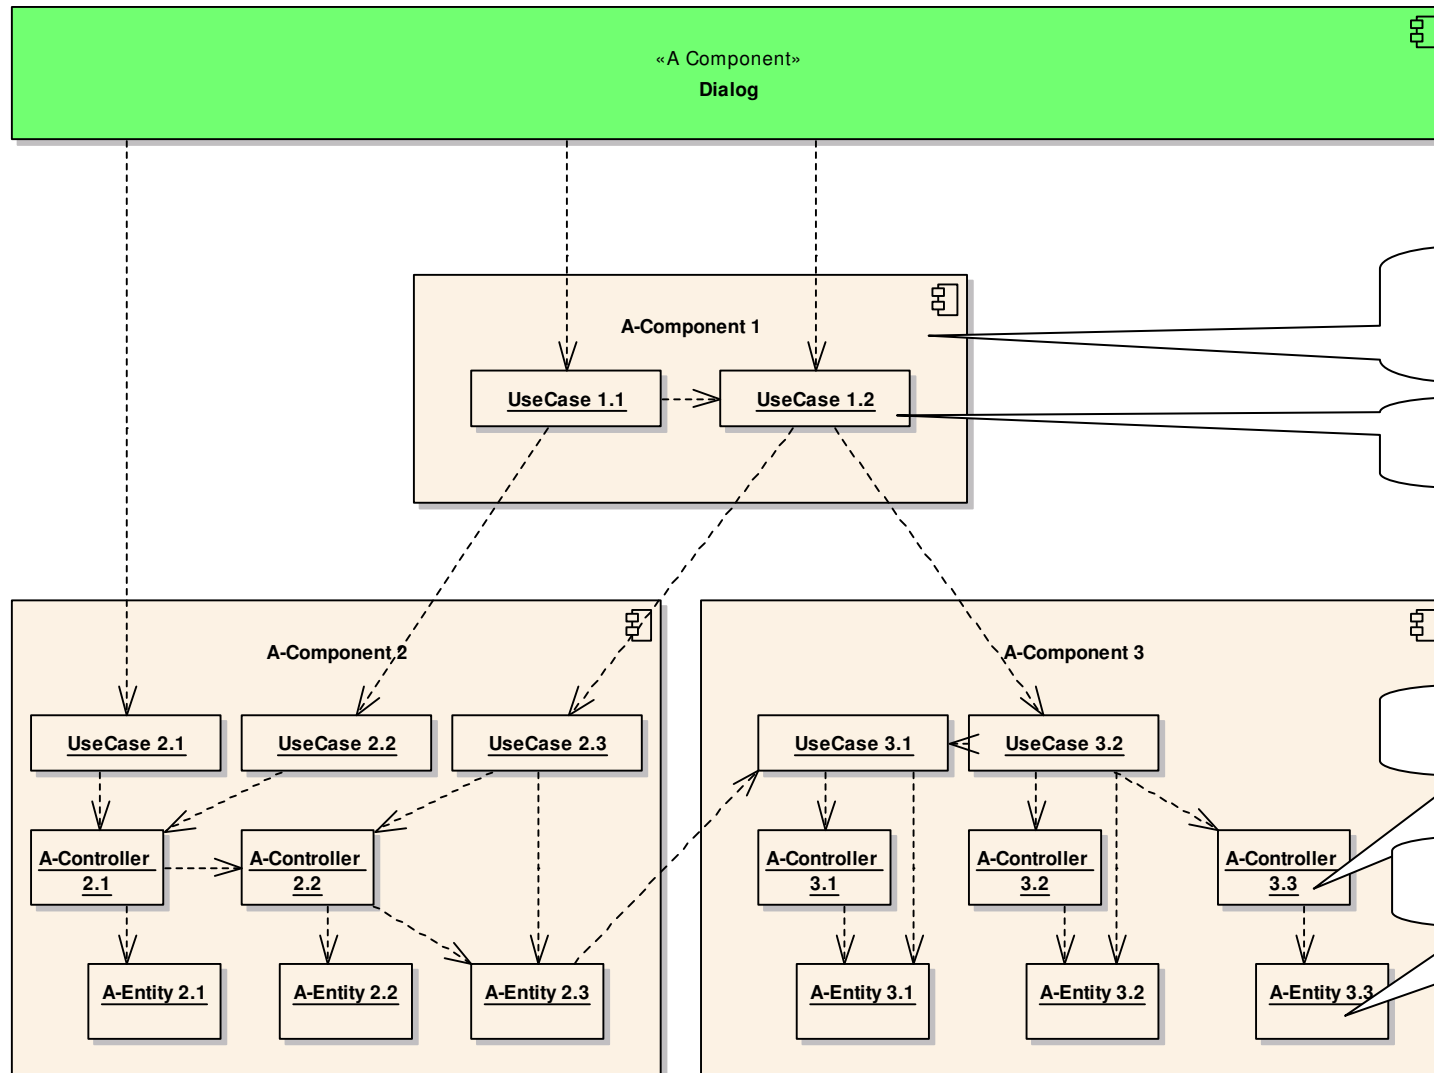 «A Component»
Dialog
A-Component 1
UseCase 1.1
UseCase 1.2
A-Component 2
A-Component 3
UseCase 2.1
UseCase 2.2
UseCase 2.3
UseCase 3.1
UseCase 3.2
A-Controller
2.1
A-Controller
2.2
A-Controller
3.1
A-Controller
3.2
A-Controller
3.3
A-Entity 2.1
A-Entity 2.2
A-Entity 2.3
A-Entity 3.1
A-Entity 3.2
A-Entity 3.3